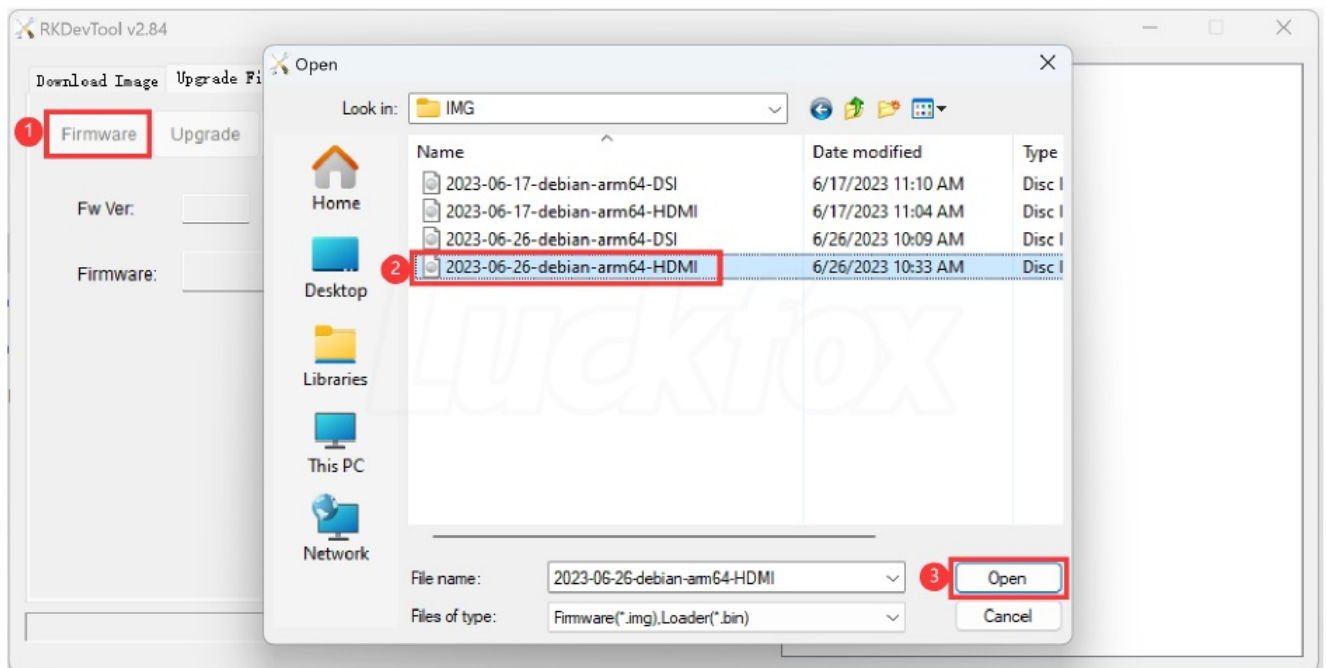 RKDevTool v2.84
Download Image Upgrade Fi
1 Firmware Upgrade
Fw Ver:
Firmware:
Open
Look in: IMG
Home
Desktop
Libraries
This PC
Network
Name Date modified Type
2023-06-17-debian-arm64-DSI 6/17/2023 11:10 AM Disc I
2023-06-17-debian-arm64-HDMI 6/17/2023 11:04 AM Disc I
2023-06-26-debian-arm64-DSI 6/26/2023 10:09 AM Disc I
2 2023-06-26-debian-arm64-HDMI 6/26/2023 10:33 AM Disc I
Luckfox
File name: 2023-06-26-debian-arm64-HDMI 3 Open
Files of type: Firmware(*.img),Loader(*.bin) Cancel